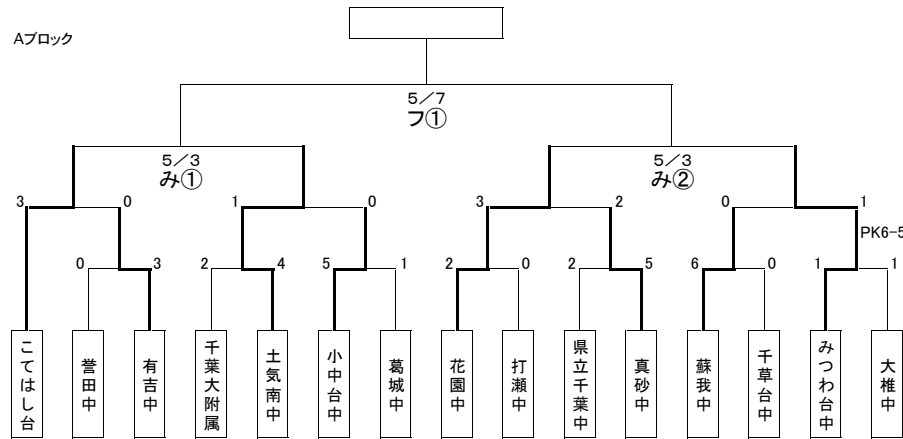 Aブロック
5/7
フ①
5/3
み①
5/3
み②
3
0
1
0
3
2
0
1
PK6-5
0
3
2
4
5
1
2
0
2
5
6
0
1
1
こてはし台
誉田中
有吉中
千葉大附属
土気南中
小中台中
葛城中
花園中
打瀬中
県立千葉中
真砂中
蘇我中
千草台中
みつわ台中
大椎中